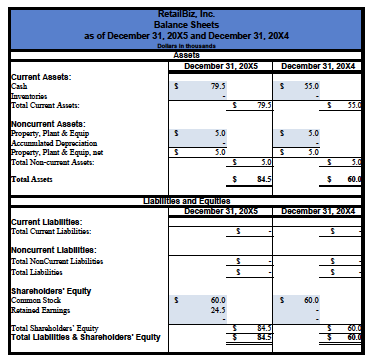 RetailBiz, Inc.
Balance Sheets
as of December 31, 20X5 and December 31, 20X4
Dollars in thousands
Assets
December 31, 20X5 December 31, 20X4
Current Assets:
Cash $ 79.5 $ 55.0
Inventories - -
Total Current Assets: $ 79.5 $ 55.0
Noncurrent Assets:
Property, Plant & Equip $ 5.0 $ 5.0
Accumulated Depreciation - -
Property, Plant & Equip, net $ 5.0 $ 5.0
Total Non-current Assets: $ 5.0 $ 5.0
Total Assets $ 84.5 $ 60.0
Liabilities and Equities
December 31, 20X5 December 31, 20X4
Current Liabilities:
Total Current Liabilities: $ - $ -
Noncurrent Liabilities:
Total NonCurrent Liabilities $ - $ -
Total Liabilities $ - $ -
Shareholders' Equity
Common Stock $ 60.0 $ 60.0
Retained Earnings 24.5 -
- -
Total Shareholders' Equity $ 84.5 $ 60.0
Total Liabilities & Shareholders' Equity $ 84.5 $ 60.0